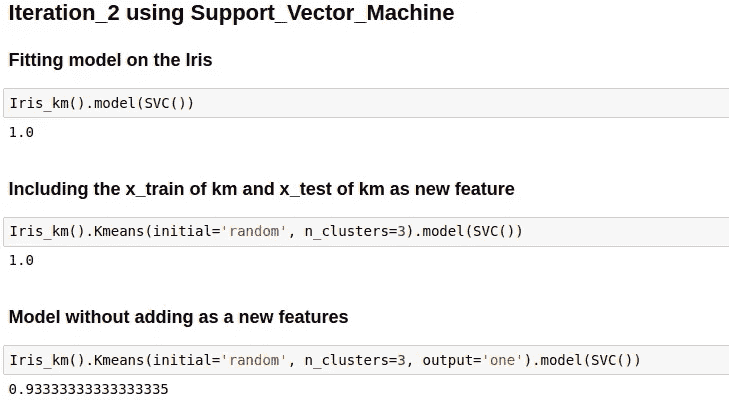 Iteration_2 using Support_Vector_Machine
Fitting model on the Iris
Iris_km().model(SVC())
1.0
Including the x_train of km and x_test of km as new feature
Iris_km().Kmeans(initial='random', n_clusters=3).model(SVC())
1.0
Model without adding as a new features
Iris_km().Kmeans(initial='random', n_clusters=3, output='one').model(SVC())
0.93333333333333335